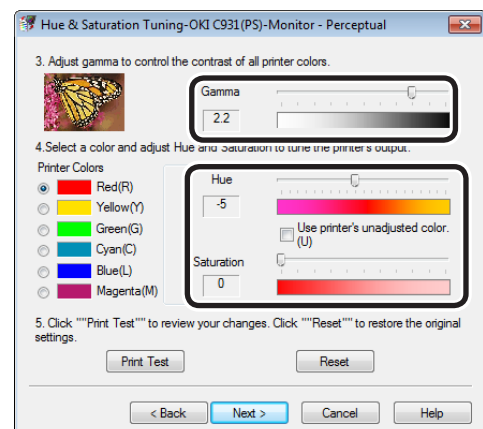 Hue & Saturation Tuning-OKI C931(PS)-Monitor - Perceptual
3. Adjust gamma to control the contrast of all printer colors.
Gamma
2.2
4.Select a color and adjust Hue and Saturation to tune the printer's output.
Printer Colors
Red(R)
Yellow(Y)
Green(G)
Cyan(C)
Blue(L)
Magenta(M)
Hue
-5
Use printer's unadjusted color.
(U)
Saturation
0
5. Click ""Print Test"" to review your changes. Click ""Reset"" to restore the original
settings.
Print Test
Reset
< Back
Next >
Cancel
Help